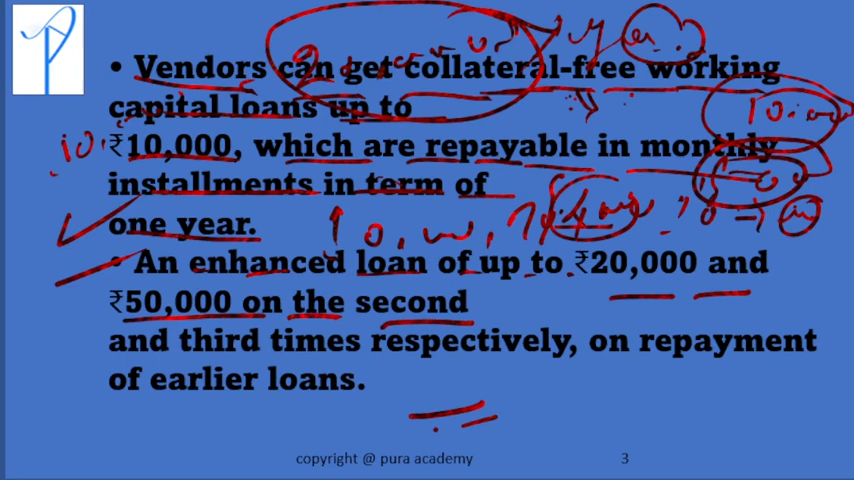 • Vendors can get collateral-free working
capital loans up to
₹10,000, which are repayable in monthly
installments in term of
one year.
• An enhanced loan of up to ₹20,000 and
₹50,000 on the second
and third times respectively, on repayment
of earlier loans.
copyright @ pura academy 3